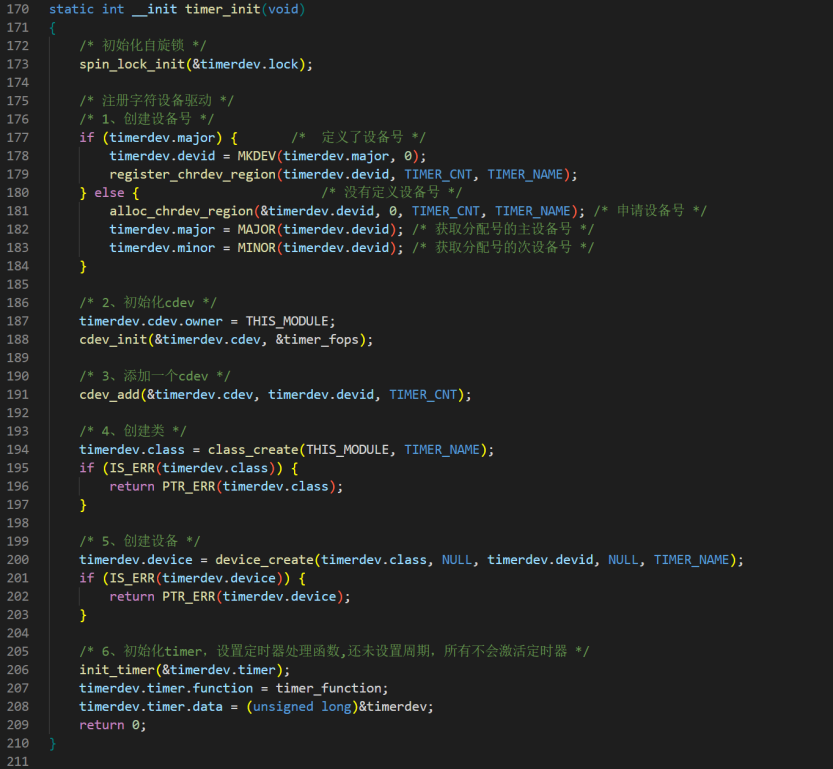 170 static int __init timer_init(void)
171 {
172     /* 初始化自旋锁 */
173     spin_lock_init(&timerdev.lock);
174
175     /* 注册字符设备驱动 */
176     /* 1、创建设备号 */
177     if (timerdev.major) {       /*  定义了设备号 */
178         timerdev.devid = MKDEV(timerdev.major, 0);
179         register_chrdev_region(timerdev.devid, TIMER_CNT, TIMER_NAME);
180     } else {                        /* 没有定义设备号 */
181         alloc_chrdev_region(&timerdev.devid, 0, TIMER_CNT, TIMER_NAME); /* 申请设备号 */
182         timerdev.major = MAJOR(timerdev.devid); /* 获取分配号的主设备号 */
183         timerdev.minor = MINOR(timerdev.devid); /* 获取分配号的次设备号 */
184     }
185
186     /* 2、初始化cdev */
187     timerdev.cdev.owner = THIS_MODULE;
188     cdev_init(&timerdev.cdev, &timer_fops);
189
190     /* 3、添加一个cdev */
191     cdev_add(&timerdev.cdev, timerdev.devid, TIMER_CNT);
192
193     /* 4、创建类 */
194     timerdev.class = class_create(THIS_MODULE, TIMER_NAME);
195     if (IS_ERR(timerdev.class)) {
196         return PTR_ERR(timerdev.class);
197     }
198
199     /* 5、创建设备 */
200     timerdev.device = device_create(timerdev.class, NULL, timerdev.devid, NULL, TIMER_NAME);
201     if (IS_ERR(timerdev.device)) {
202         return PTR_ERR(timerdev.device);
203     }
204
205     /* 6、初始化timer，设置定时器处理函数,还未设置周期，所有不会激活定时器 */
206     init_timer(&timerdev.timer);
207     timerdev.timer.function = timer_function;
208     timerdev.timer.data = (unsigned long)&timerdev;
209     return 0;
210 }
211